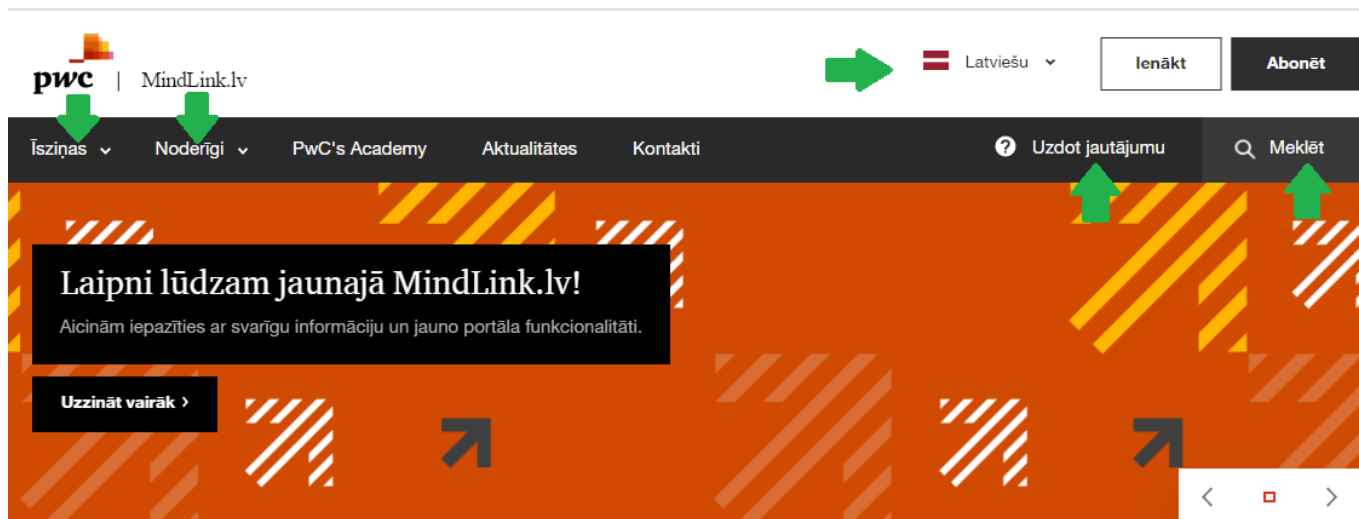 pwc | MindLink.lv
Latviešu
Ienākt
Abonēt
Īsziņas
Noderīgi
PwC's Academy
Aktualitātes
Kontakti
? Uzdot jautājumu
Meklēt
Laipni lūdzam jaunajā MindLink.lv!
Aicinām iepazīties ar svarīgu informāciju un jauno portāla funkcionalitāti.
Uzzināt vairāk >